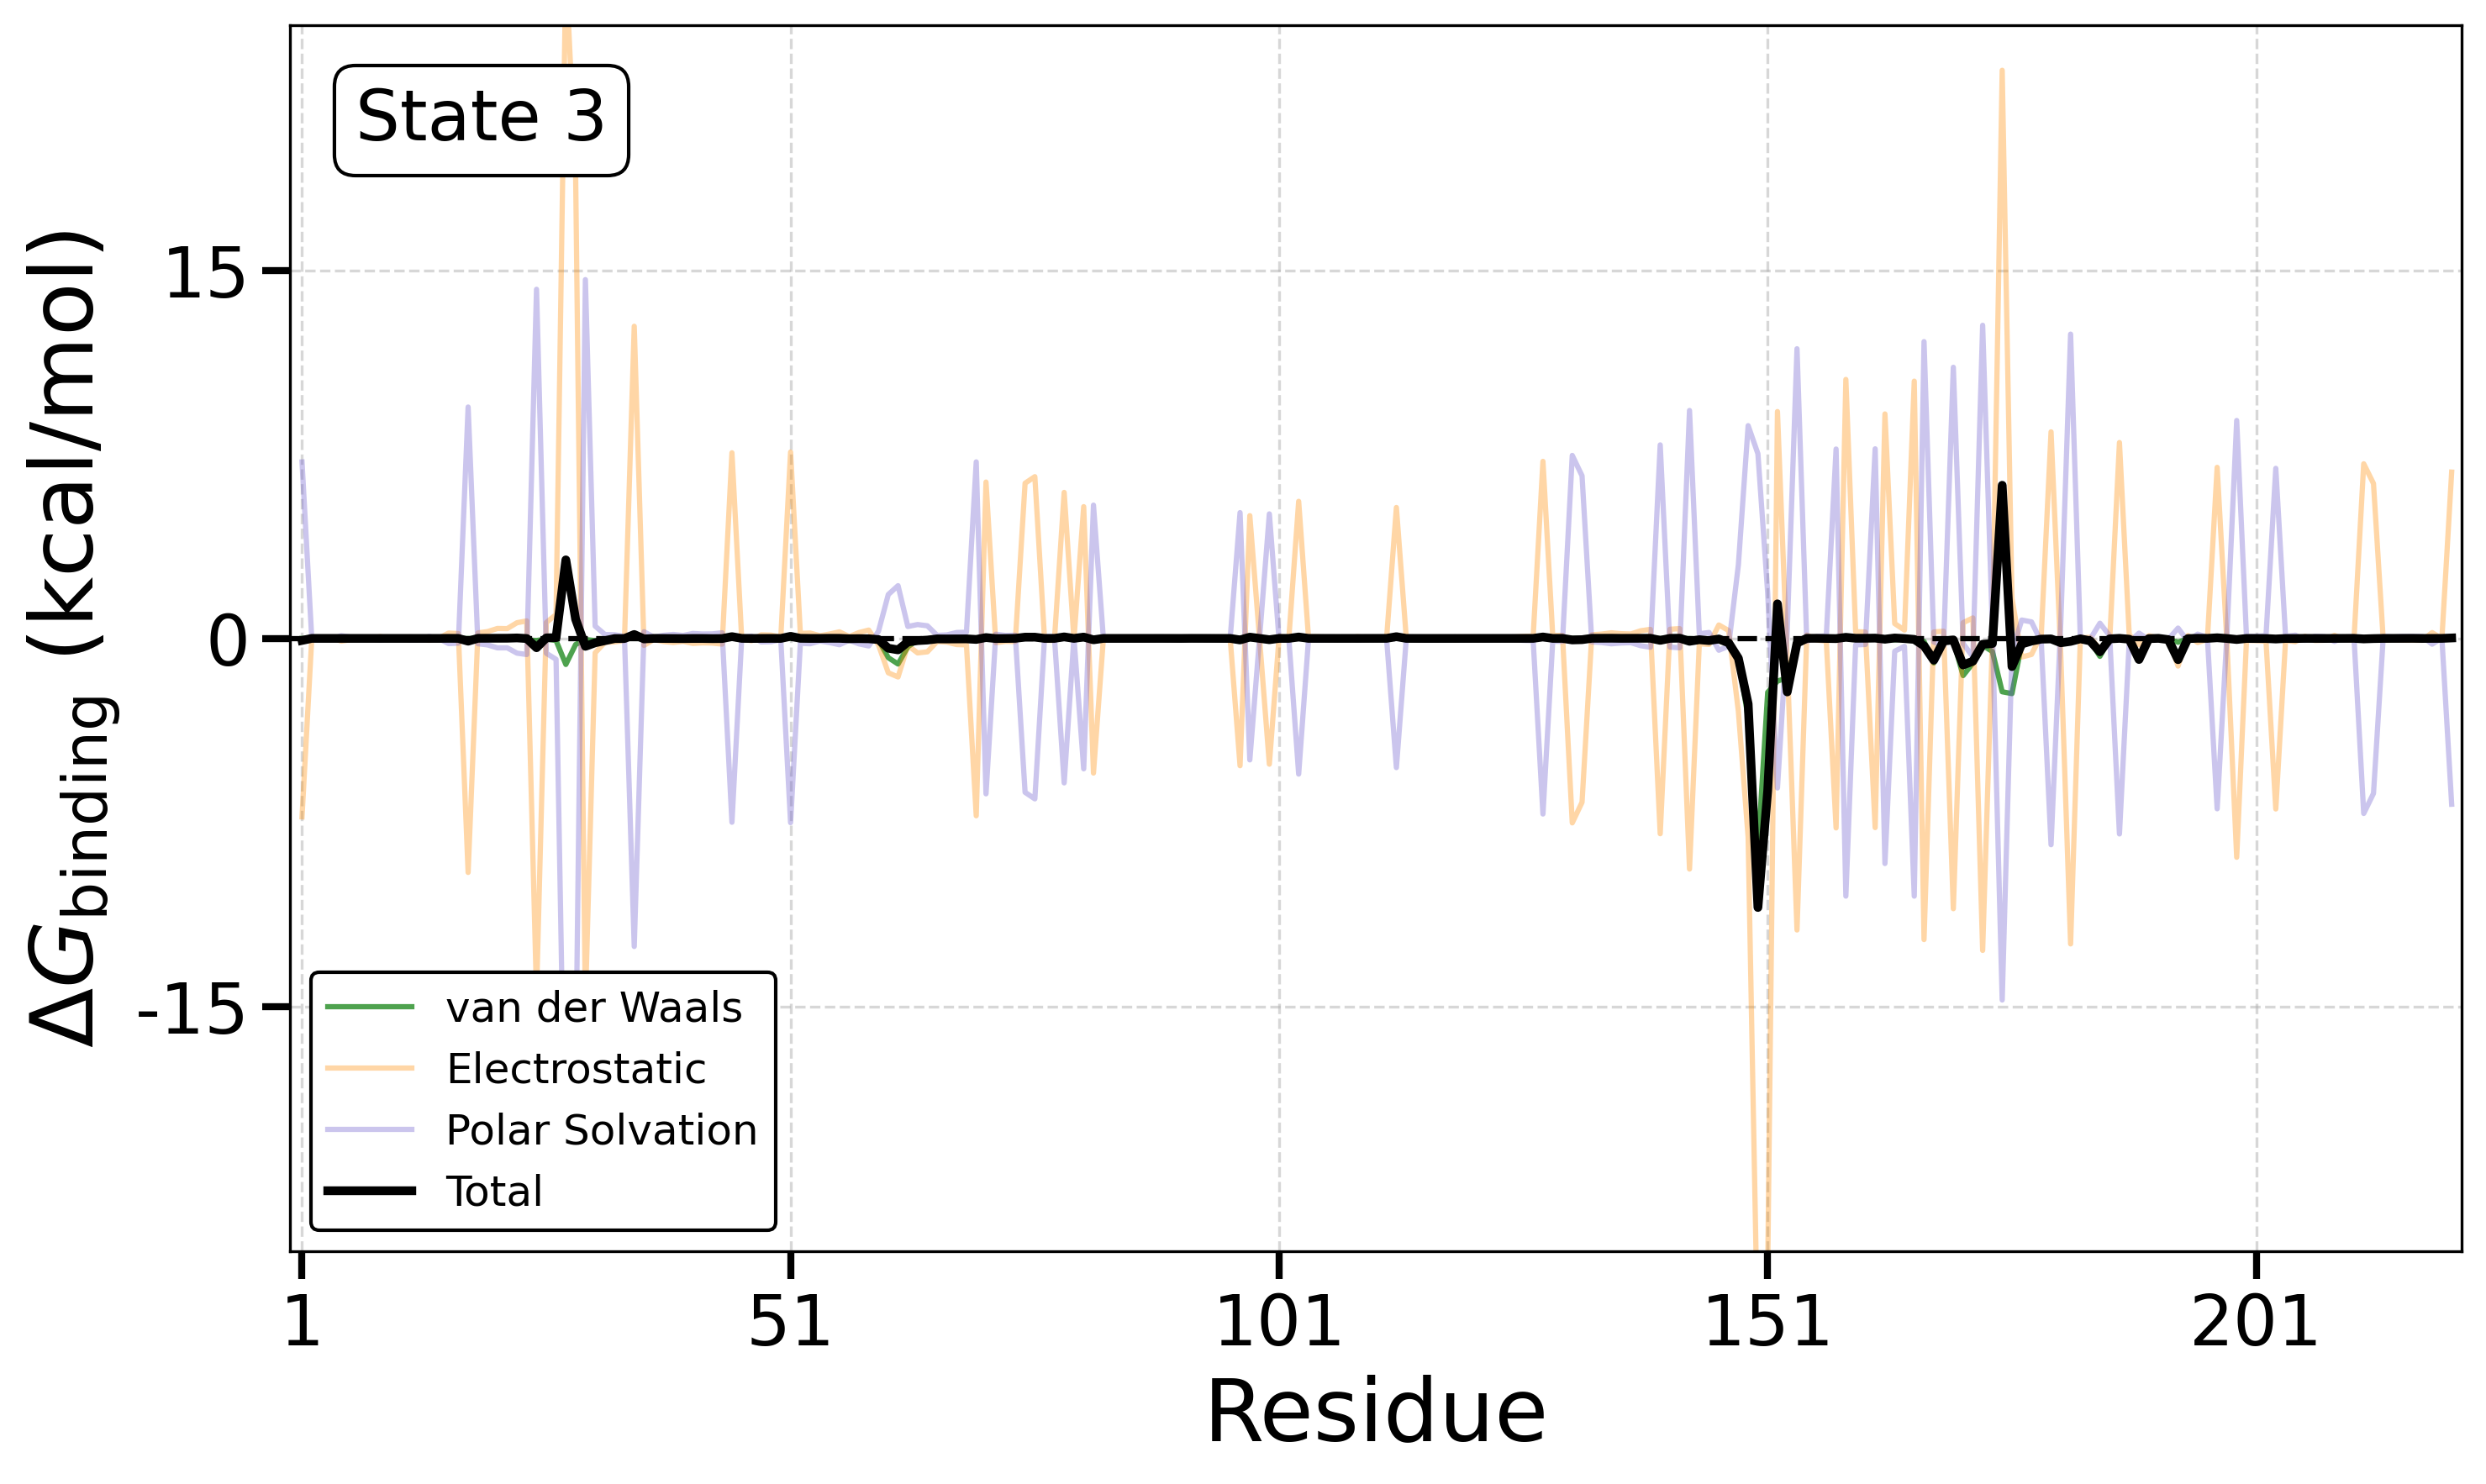 State 3
ΔGbinding (kcal/mol)
15
0
-15
van der Waals
Electrostatic
Polar Solvation
Total
1 51 101 151 201
Residue